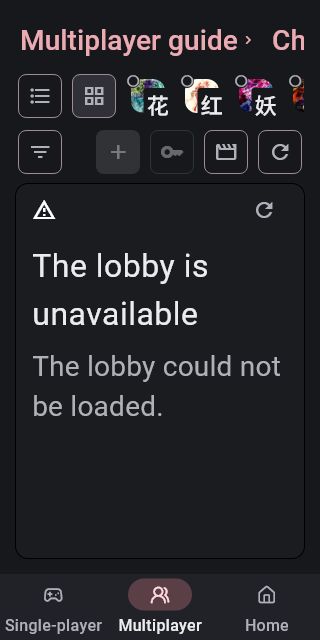 Multiplayer guide › Ch
花 红 妖
The lobby is
unavailable
The lobby could not
be loaded.
Single-player Multiplayer Home